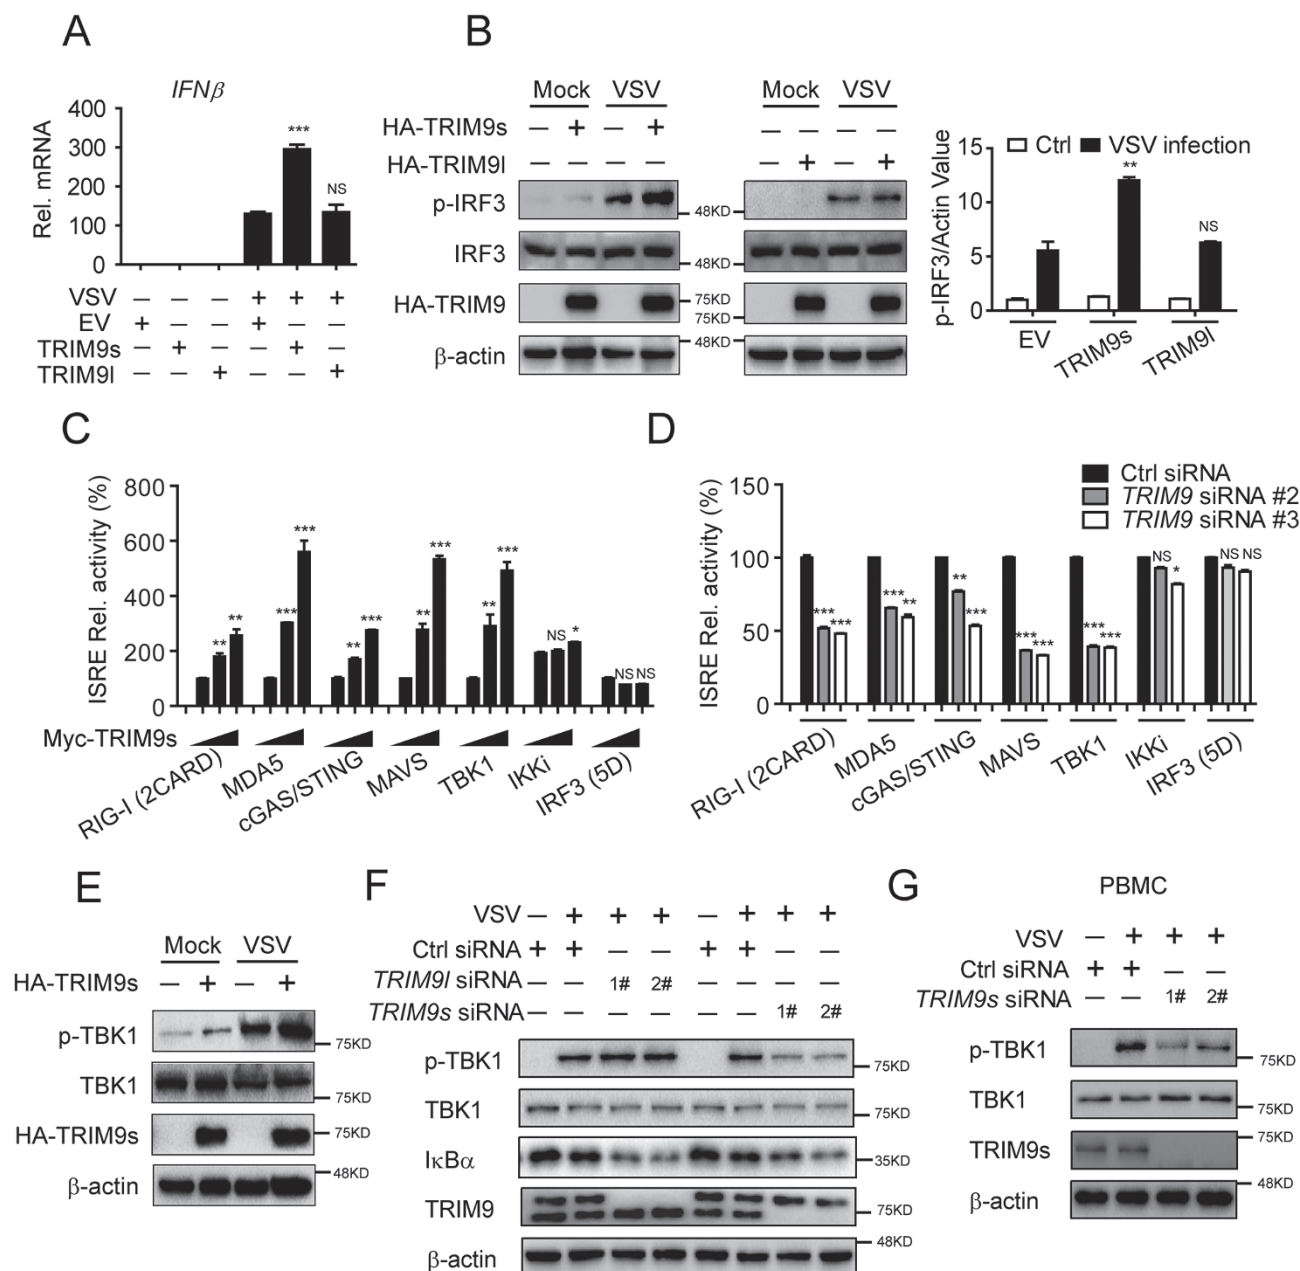 A
IFNβ
Rel. mRNA
400
300
200
100
0
***
NS
VSV — — — + + +
EV + — — + — —
TRIM9s — + — — + —
TRIM9l — — + — — +
B
Mock VSV Mock VSV
HA-TRIM9s — + — + — — — —
HA-TRIM9l — — — — — + — +
p-IRF3 48KD 48KD
IRF3 48KD 48KD
HA-TRIM9 75KD 75KD
75KD 75KD
β-actin 48KD 48KD
p-IRF3/Actin Value
15
10
5
0
Ctrl VSV infection
**
NS
EV TRIM9s TRIM9l
C
ISRE Rel. activity (%)
800
600
400
200
0
** ** *** *** ** *** ** *** ** *** NS * NS NS
Myc-TRIM9s
RIG-I (2CARD) MDA5 cGAS/STING MAVS TBK1 IKKi IRF3 (5D)
D
ISRE Rel. activity (%)
150
100
50
0
Ctrl siRNA
TRIM9 siRNA #2
TRIM9 siRNA #3
*** *** *** ** ** *** *** *** *** *** NS * NS NS
RIG-I (2CARD) MDA5 cGAS/STING MAVS TBK1 IKKi IRF3 (5D)
E
Mock VSV
HA-TRIM9s — + — +
p-TBK1 75KD
TBK1 75KD
HA-TRIM9s 75KD
β-actin 48KD
F
VSV — + + + — + + +
Ctrl siRNA + + — — + + — —
TRIM9l siRNA — — 1# 2# — — — —
TRIM9s siRNA — — — — — — 1# 2#
p-TBK1 75KD
TBK1 75KD
IκBα 35KD
TRIM9 75KD
β-actin 48KD
G
PBMC
VSV — + + +
Ctrl siRNA + + — —
TRIM9s siRNA — — 1# 2#
p-TBK1 75KD
TBK1 75KD
TRIM9s 75KD
β-actin 48KD